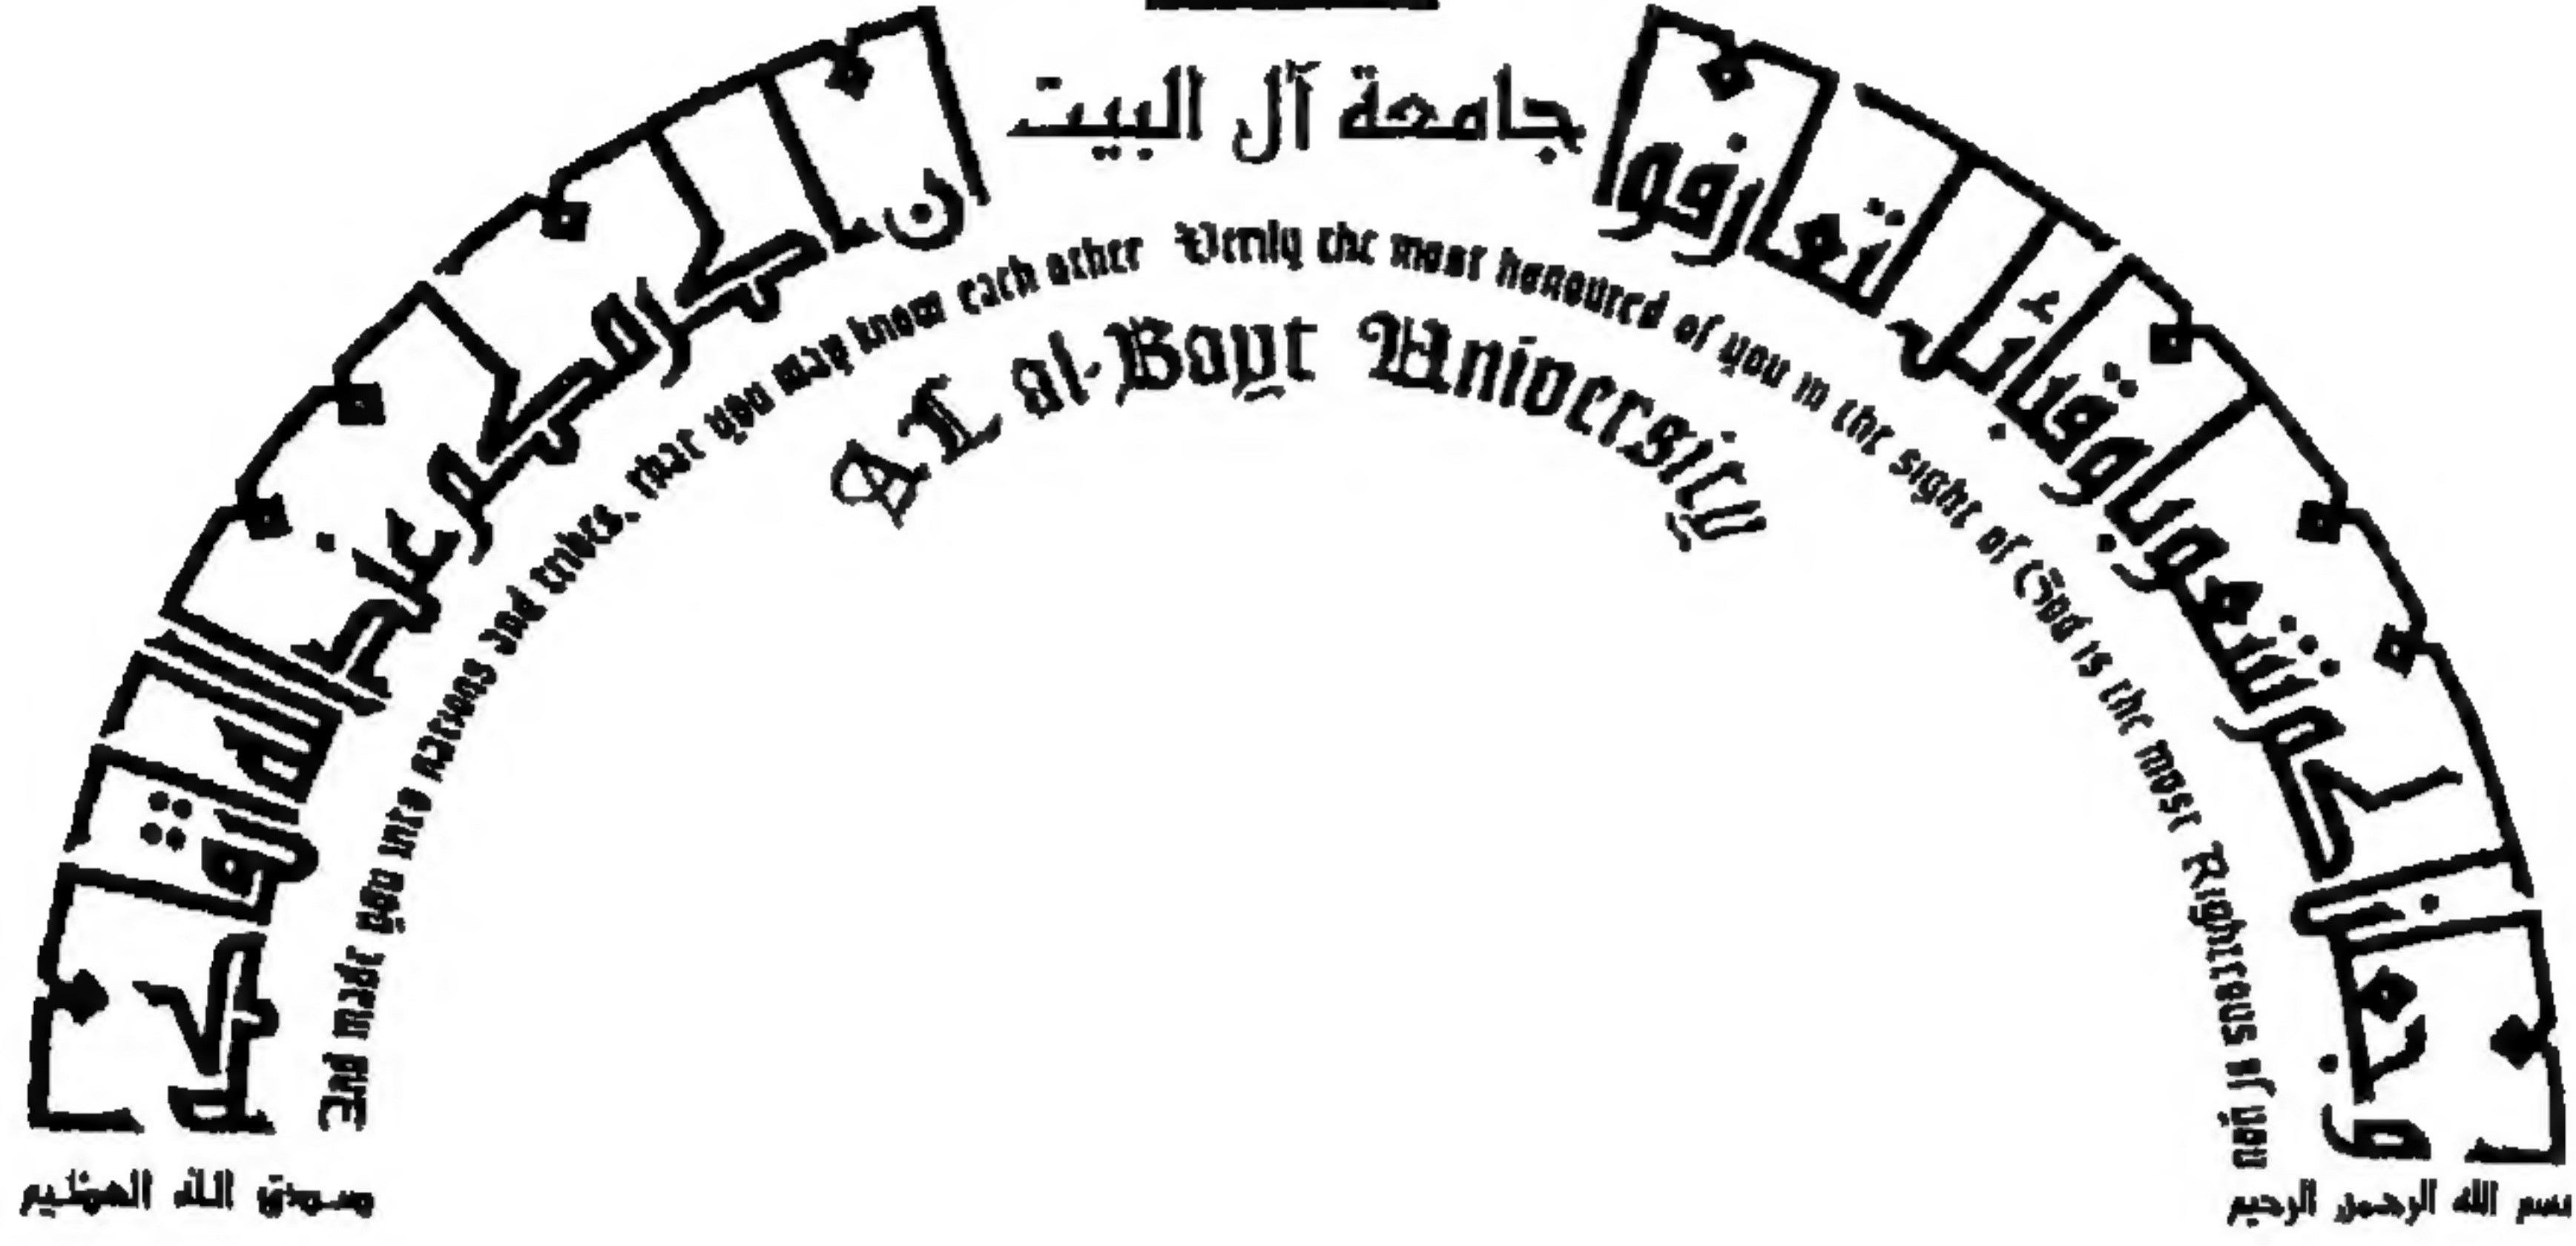 جامعة آل البيت
بسم الله الرحمن الرحيم
وجعلناكم شعوبا وقبائل لتعارفوا
إن أكرمكم عند الله أتقاكم
صدق الله العظيم
And made you into nations and tribes, that you may know each other Verily the most honoured of you in the sight of God is the most Righteous of you
AL al-Bayt University